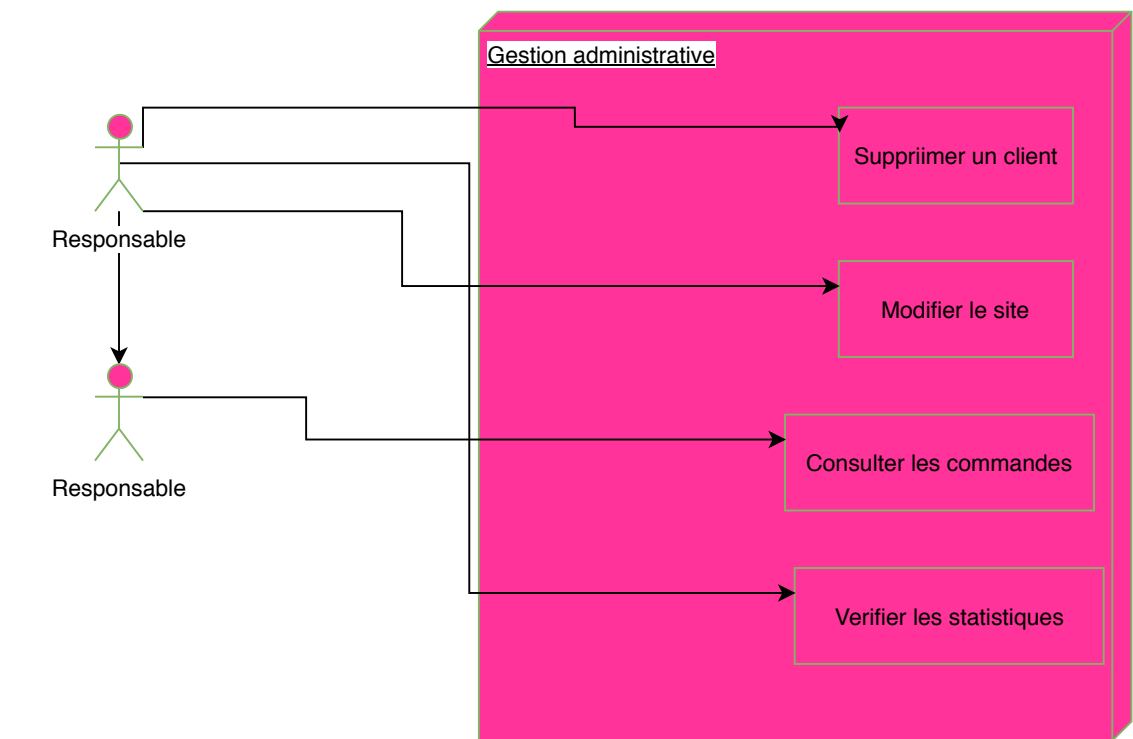 Gestion administrative
Suppriimer un client
Responsable
Modifier le site
Consulter les commandes
Responsable
Verifier les statistiques